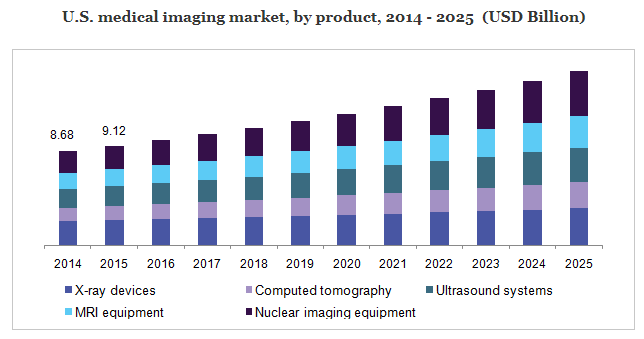 U.S. medical imaging market, by product, 2014 - 2025 (USD Billion)
8.68
9.12
2014 2015 2016 2017 2018 2019 2020 2021 2022 2023 2024 2025
X-ray devices Computed tomography Ultrasound systems
MRI equipment Nuclear imaging equipment